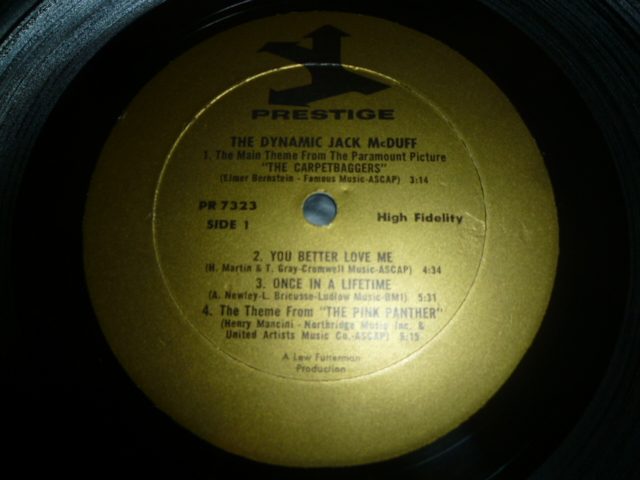 PRESTIGE
THE DYNAMIC JACK McDUFF
1. The Main Theme From The Paramount Picture
"THE CARPETBAGGERS"
(Elmer Bernstein - Famous Music-ASCAP) 3:14
PR 7323
SIDE 1
High Fidelity
2. YOU BETTER LOVE ME
(H. Martin & T. Gray-Cromwell Music-ASCAP) 4:34
3. ONCE IN A LIFETIME
(A. Newley-L. Bricusse-Ludlow Music-BMI) 5:31
4. The Theme From "THE PINK PANTHER"
(Henry Mancini - Northridge Music Inc. &
United Artists Music Co.-ASCAP) 5:15
A Lew Futterman
Production